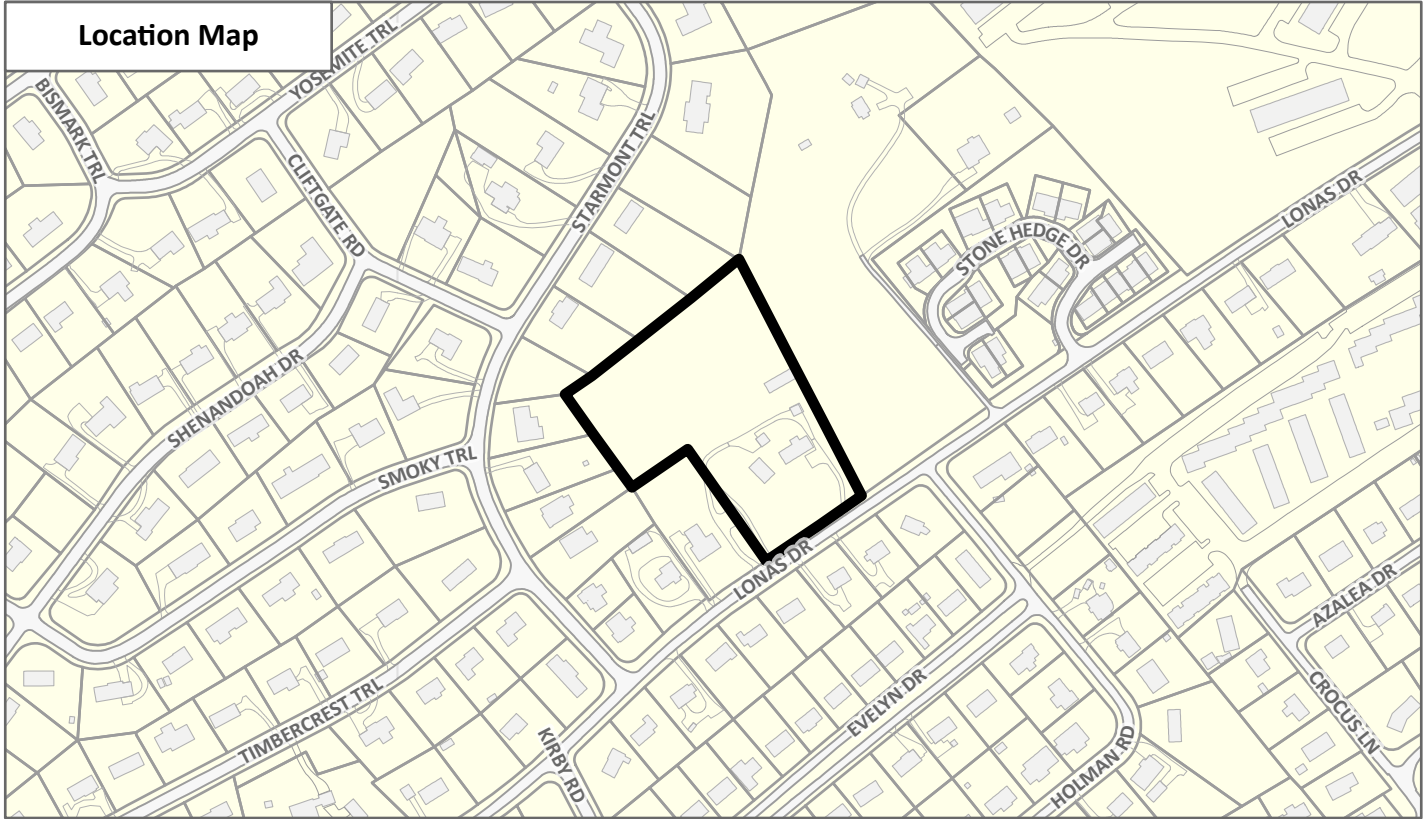 Location Map
YOSEMITE TRL
BISMARK TRL
CLIFTGATE RD
STARMONT TRL
LONAS DR
STONE HEDGE DR
SHENANDOAH DR
SMOKY TRL
LONAS DR
AZALEA DR
TIMBERCREST TRL
EVELYN DR
CROCUS LN
KIRBY RD
HOLMAN RD